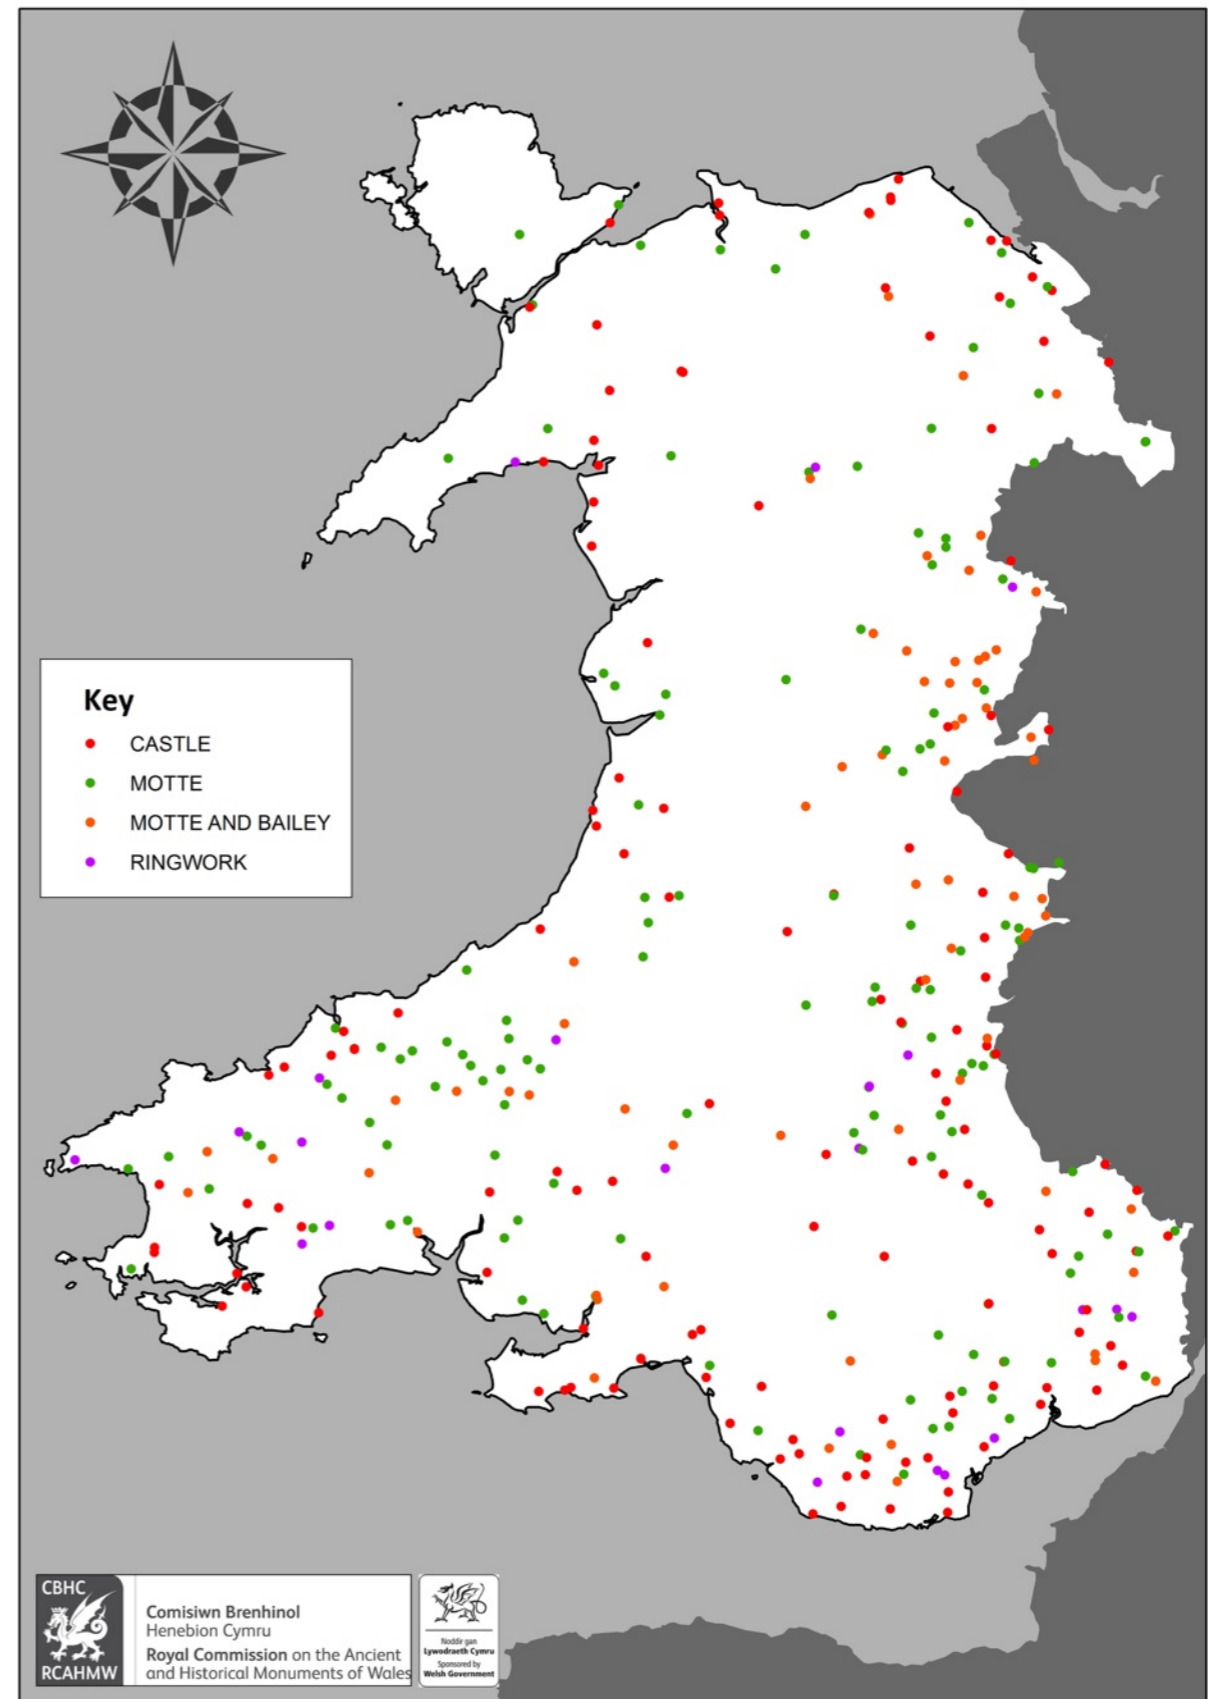 Key
CASTLE
MOTTE
MOTTE AND BAILEY
RINGWORK
CBHC
RCAHMW
Comisiwn Brenhinol
Henebion Cymru
Royal Commission on the Ancient
and Historical Monuments of Wales
Noddir gan
Lywodraeth Cymru
Sponsored by
Welsh Government